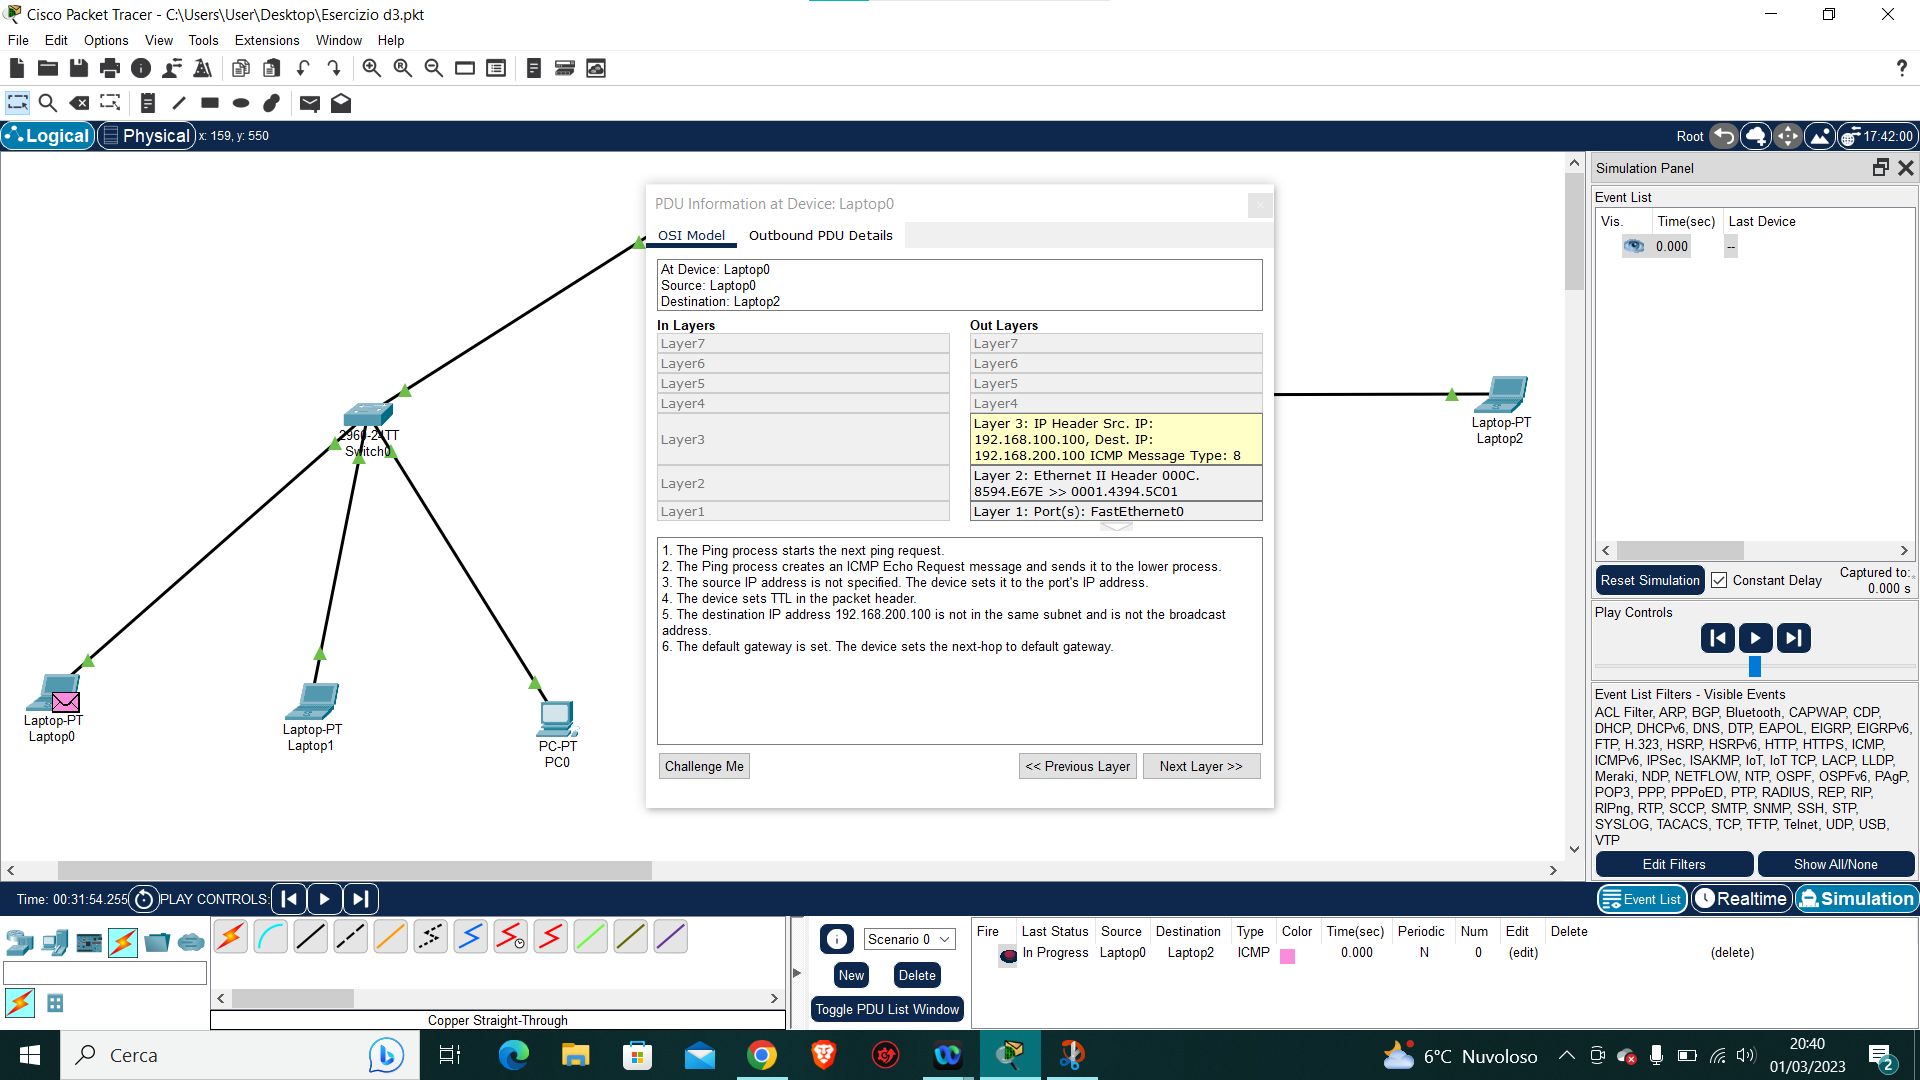 Cisco Packet Tracer - C:\Users\User\Desktop\Esercizio d3.pkt
File Edit Options View Tools Extensions Window Help
?
Logical Physical x: 159, y: 550
Root 17:42:00
PDU Information at Device: Laptop0
OSI Model Outbound PDU Details
At Device: Laptop0
Source: Laptop0
Destination: Laptop2
In Layers Out Layers
Layer7 Layer7
Layer6 Layer6
Layer5 Layer5
Layer4 Layer4
Layer3
Layer 3: IP Header Src. IP:
192.168.100.100, Dest. IP:
192.168.200.100 ICMP Message Type: 8
Layer2
Layer 2: Ethernet II Header 000C.
8594.E67E >> 0001.4394.5C01
Layer1 Layer 1: Port(s): FastEthernet0
1. The Ping process starts the next ping request.
2. The Ping process creates an ICMP Echo Request message and sends it to the lower process.
3. The source IP address is not specified. The device sets it to the port's IP address.
4. The device sets TTL in the packet header.
5. The destination IP address 192.168.200.100 is not in the same subnet and is not the broadcast
address.
6. The default gateway is set. The device sets the next-hop to default gateway.
Challenge Me << Previous Layer Next Layer >>
2960-24TT
Switch0
Laptop-PT
Laptop0
Laptop-PT
Laptop1
PC-PT
PC0
Laptop-PT
Laptop2
Simulation Panel
Event List
Vis. Time(sec) Last Device
0.000 --
Reset Simulation Constant Delay Captured to:
0.000 s
Play Controls
Event List Filters - Visible Events
ACL Filter, ARP, BGP, Bluetooth, CAPWAP, CDP,
DHCP, DHCPv6, DNS, DTP, EAPOL, EIGRP, EIGRPv6,
FTP, H.323, HSRP, HSRPv6, HTTP, HTTPS, ICMP,
ICMPv6, IPSec, ISAKMP, IoT, IoT TCP, LACP, LLDP,
Meraki, NDP, NETFLOW, NTP, OSPF, OSPFv6, PAgP,
POP3, PPP, PPPoED, PTP, RADIUS, REP, RIP,
RIPng, RTP, SCCP, SMTP, SNMP, SSH, STP,
SYSLOG, TACACS, TCP, TFTP, Telnet, UDP, USB,
VTP
Edit Filters Show All/None
Time: 00:31:54.255 PLAY CONTROLS:
Event List Realtime Simulation
Copper Straight-Through
Scenario 0
New Delete
Toggle PDU List Window
Fire Last Status Source Destination Type Color Time(sec) Periodic Num Edit Delete
In Progress Laptop0 Laptop2 ICMP 0.000 N 0 (edit) (delete)
Cerca
6°C Nuvoloso
20:40
01/03/2023
2